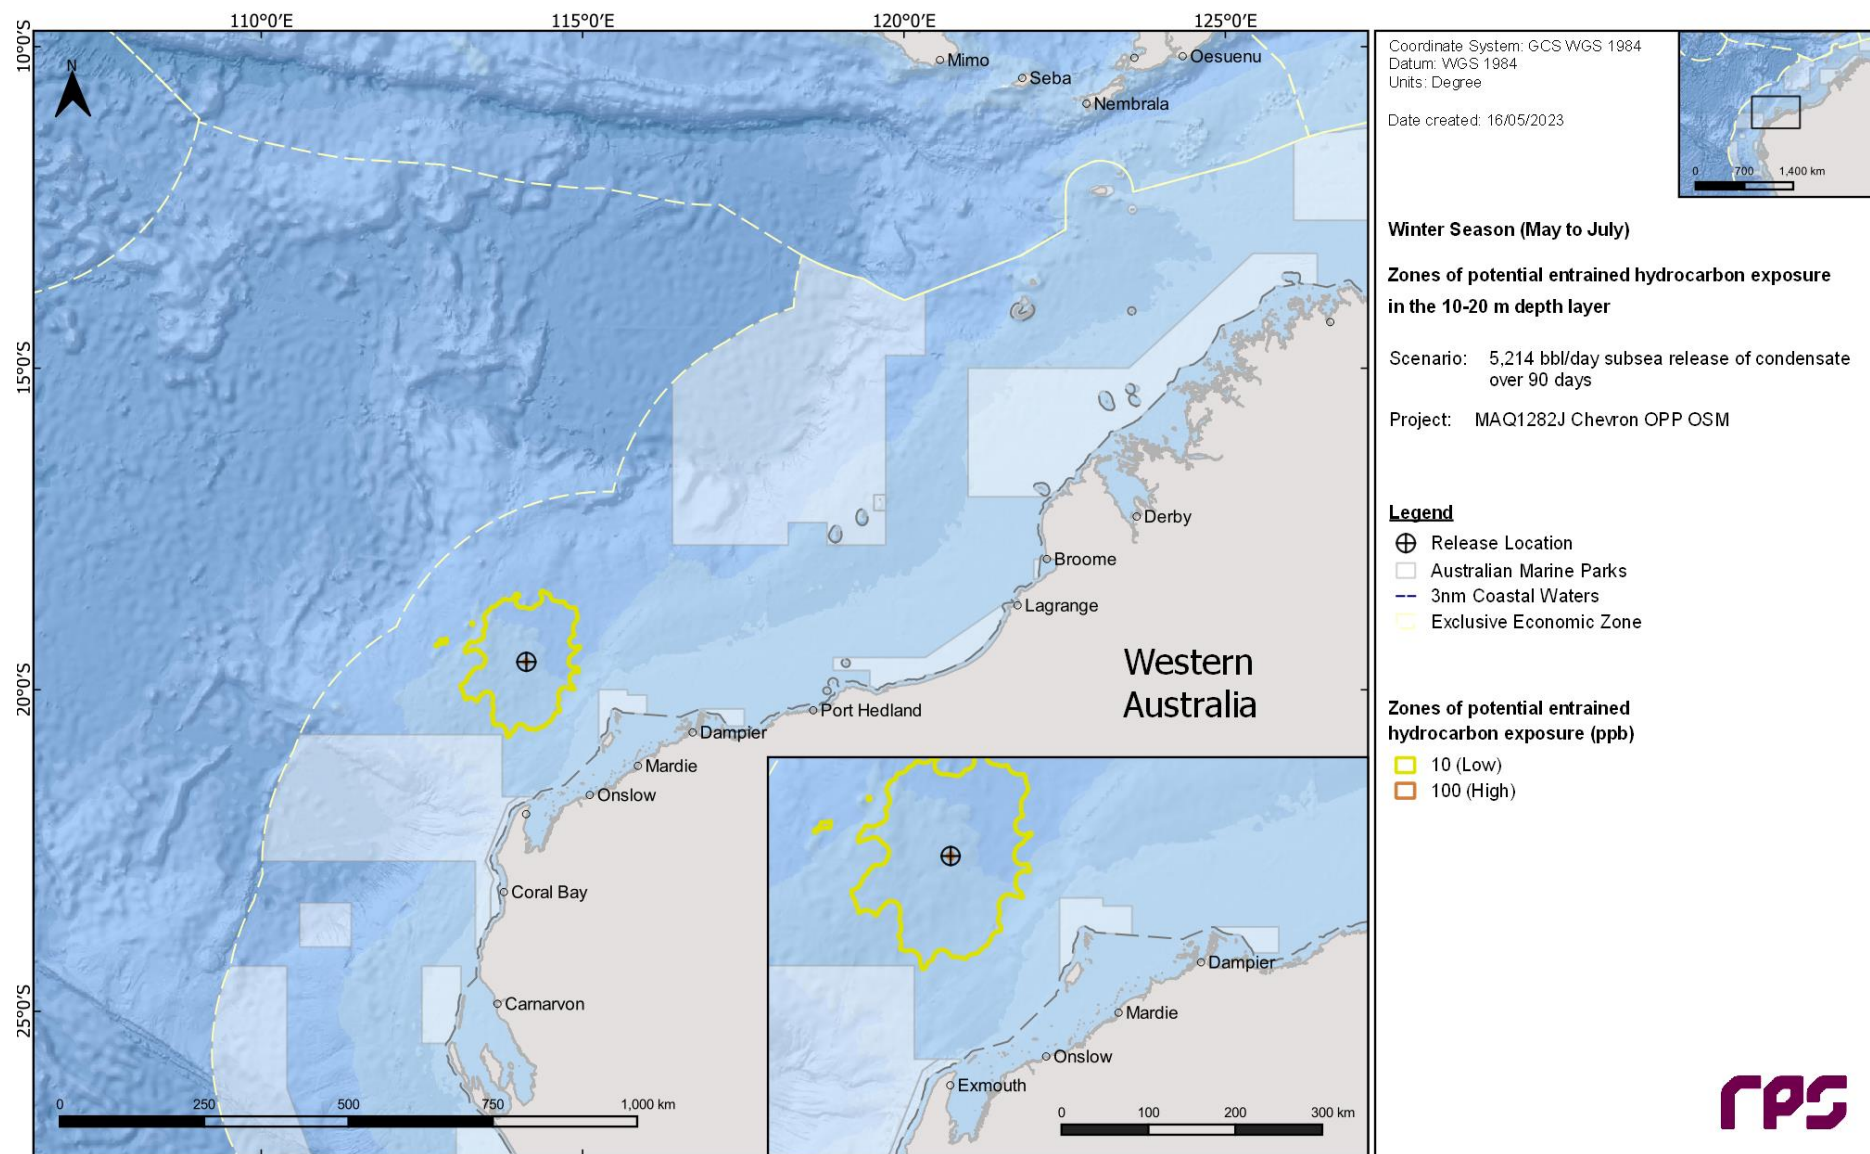 110°0′E 115°0′E 120°0′E 125°0′E
10°0′S
15°0′S
20°0′S
25°0′S
N
Mimo
Seba
Oesuenu
Nembrala
Derby
Broome
Lagrange
Western
Australia
Port Hedland
Dampier
Mardie
Onslow
Coral Bay
Carnarvon
0 250 500 750 1,000 km
Dampier
Mardie
Onslow
Exmouth
0 100 200 300 km
Coordinate System: GCS WGS 1984
Datum: WGS 1984
Units: Degree
Date created: 16/05/2023
0 700 1,400 km
Winter Season (May to July)
Zones of potential entrained hydrocarbon exposure
in the 10-20 m depth layer
Scenario: 5,214 bbl/day subsea release of condensate
over 90 days
Project: MAQ1282J Chevron OPP OSM
Legend
Release Location
Australian Marine Parks
3nm Coastal Waters
Exclusive Economic Zone
Zones of potential entrained
hydrocarbon exposure (ppb)
10 (Low)
100 (High)
rps